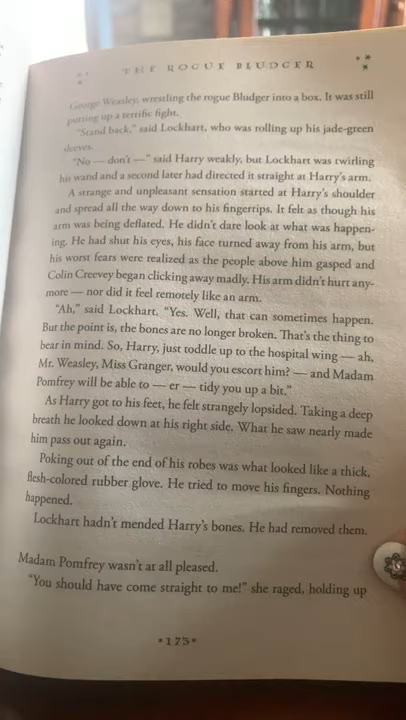 THE ROGUE BLUDGER
George Weasley, wrestling the rogue Bludger into a box. It was still
putting up a terrific fight.
"Stand back," said Lockhart, who was rolling up his jade-green
sleeves.
"No — don't —" said Harry weakly, but Lockhart was twirling
his wand and a second later had directed it straight at Harry's arm.
A strange and unpleasant sensation started at Harry's shoulder
and spread all the way down to his fingertips. It felt as though his
arm was being deflated. He didn't dare look at what was happen-
ing. He had shut his eyes, his face turned away from his arm, but
his worst fears were realized as the people above him gasped and
Colin Creevey began clicking away madly. His arm didn't hurt any-
more — nor did it feel remotely like an arm.
"Ah," said Lockhart. "Yes. Well, that can sometimes happen.
But the point is, the bones are no longer broken. That's the thing to
bear in mind. So, Harry, just toddle up to the hospital wing — ah,
Mr. Weasley, Miss Granger, would you escort him? — and Madam
Pomfrey will be able to — er — tidy you up a bit."
As Harry got to his feet, he felt strangely lopsided. Taking a deep
breath he looked down at his right side. What he saw nearly made
him pass out again.
Poking out of the end of his robes was what looked like a thick,
flesh-colored rubber glove. He tried to move his fingers. Nothing
happened.
Lockhart hadn't mended Harry's bones. He had removed them.
Madam Pomfrey wasn't at all pleased.
"You should have come straight to me!" she raged, holding up
*173*